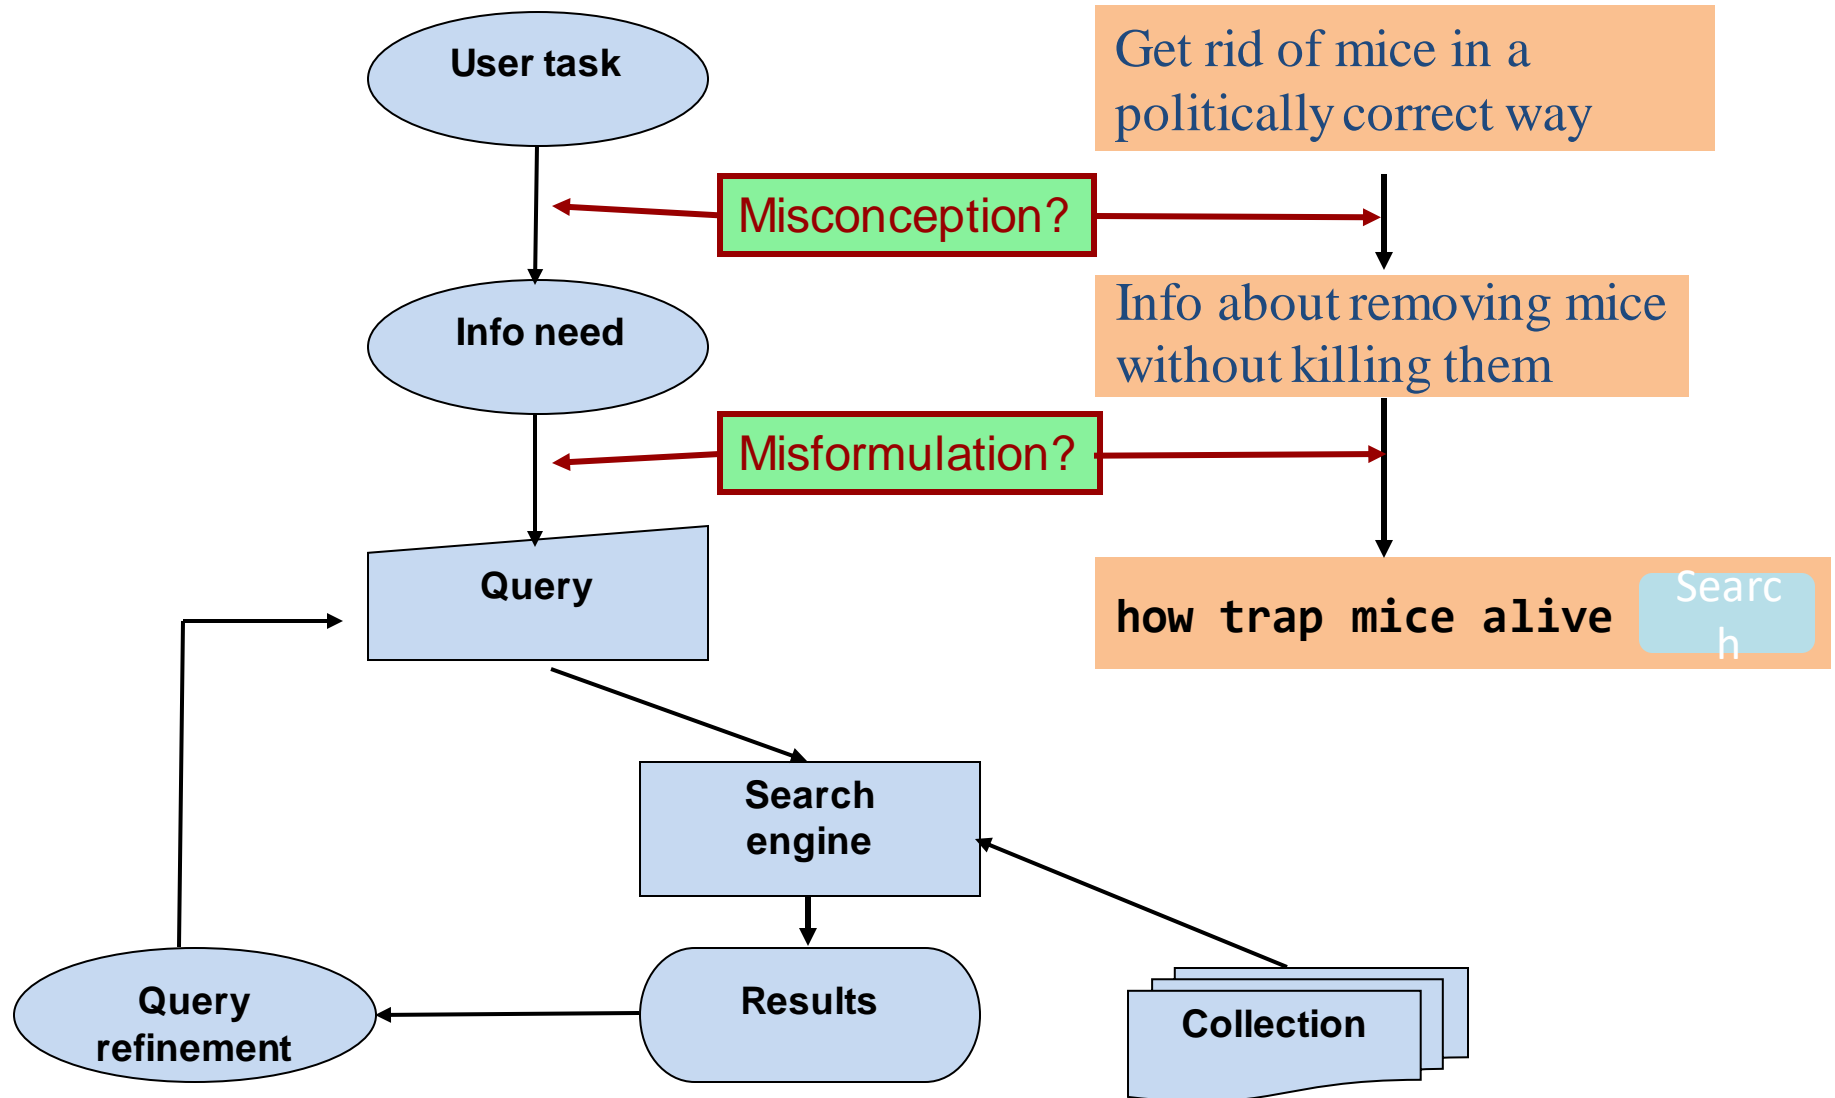 User task
Get rid of mice in a
politically correct way
Misconception?
Info need
Info about removing mice
without killing them
Misformulation?
Query
how trap mice alive
Searc
h
Search
engine
Results
Query
refinement
Collection